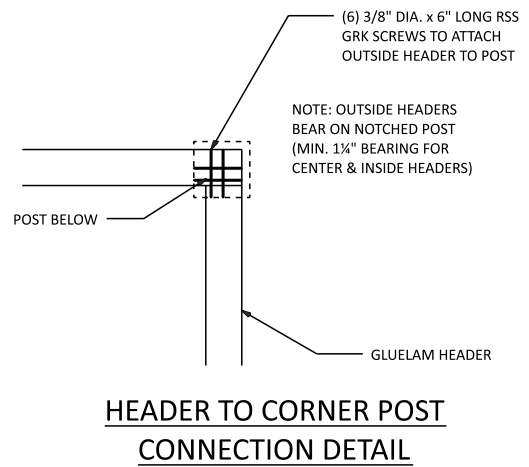 (6) 3/8" DIA. x 6" LONG RSS
GRK SCREWS TO ATTACH
OUTSIDE HEADER TO POST
NOTE: OUTSIDE HEADERS
BEAR ON NOTCHED POST
(MIN. 1¼" BEARING FOR
CENTER & INSIDE HEADERS)
POST BELOW
GLUELAM HEADER
HEADER TO CORNER POST
CONNECTION DETAIL